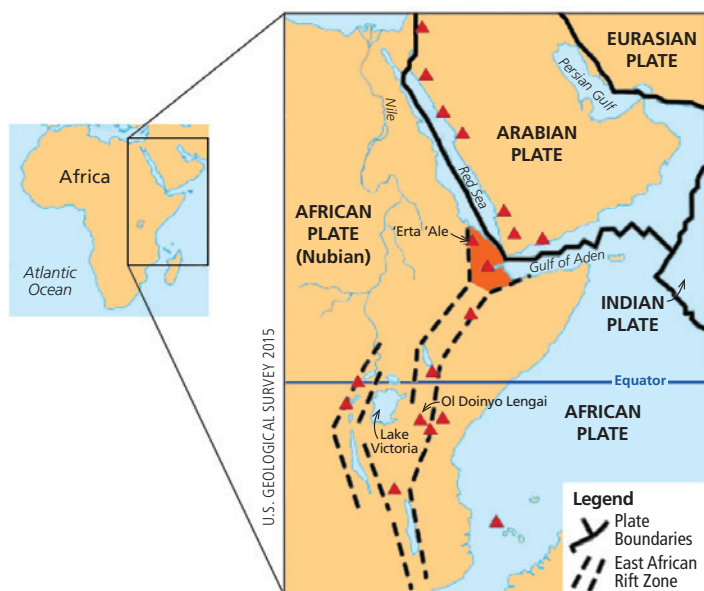 Africa
Atlantic
Ocean
U.S. GEOLOGICAL SURVEY 2015
EURASIAN
PLATE
Persian Gulf
Nile
ARABIAN
PLATE
Red Sea
AFRICAN
PLATE
(Nubian)
'Erta 'Ale
Gulf of Aden
INDIAN
PLATE
Equator
Ol Doinyo Lengai
AFRICAN
PLATE
Lake
Victoria
Legend
Plate
Boundaries
East African
Rift Zone